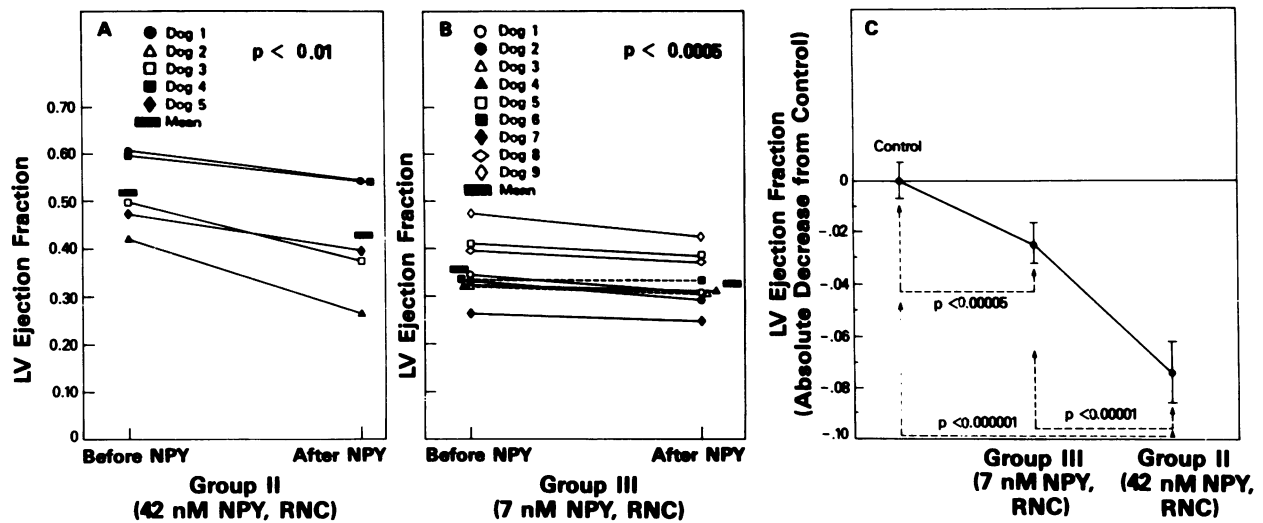 A
Dog 1
Dog 2
Dog 3
Dog 4
Dog 5
Mean
p < 0.01
LV Ejection Fraction
0.70
0.60
0.50
0.40
0.30
0.20
0.10
0
Before NPY
After NPY
Group II
(42 nM NPY, RNC)
B
Dog 1
Dog 2
Dog 3
Dog 4
Dog 5
Dog 6
Dog 7
Dog 8
Dog 9
Mean
p < 0.0005
LV Ejection Fraction
Before NPY
After NPY
Group III
(7 nM NPY, RNC)
C
LV Ejection Fraction
(Absolute Decrease from Control)
0
-.02
-.04
-.06
-.08
-.10
Control
p <0.00005
p <0.000001
p <0.00001
Group III
(7 nM NPY,
RNC)
Group II
(42 nM NPY,
RNC)